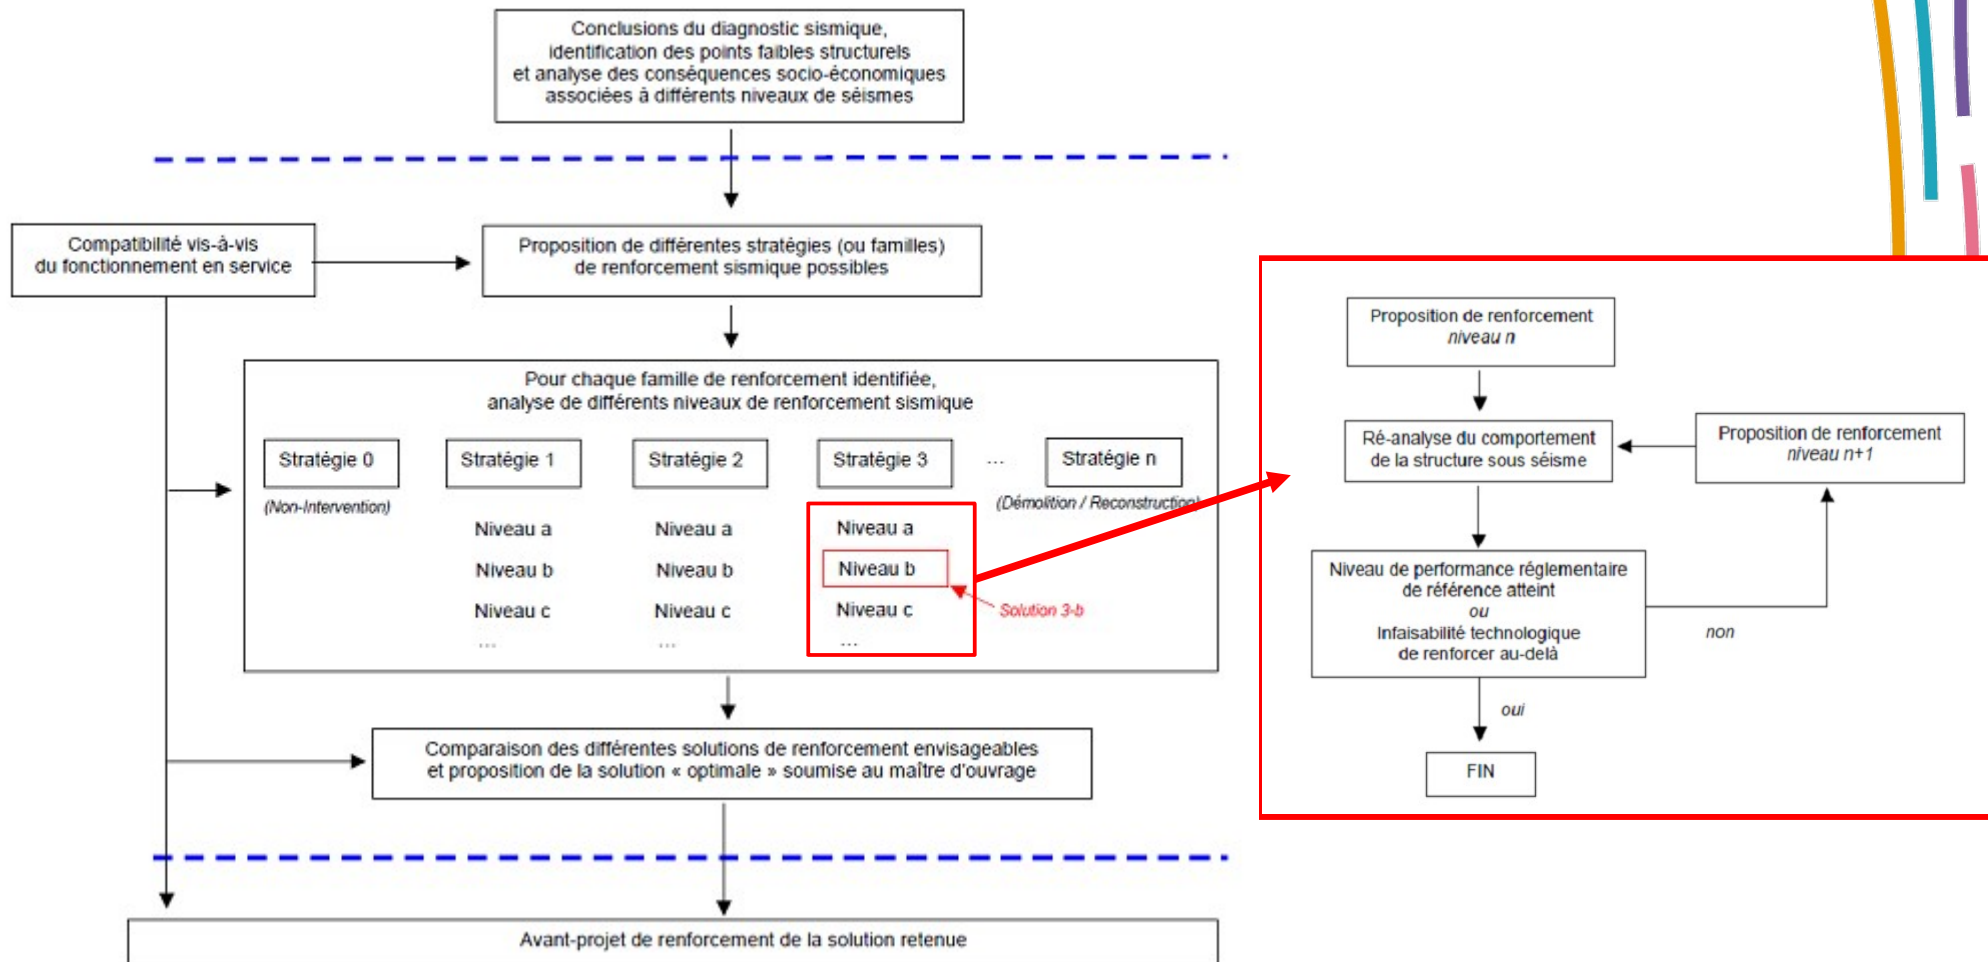 Conclusions du diagnostic sismique,
identification des points faibles structurels
et analyse des conséquences socio-économiques
associées à différents niveaux de séismes
Compatibilité vis-à-vis
du fonctionnement en service
Proposition de différentes stratégies (ou familles)
de renforcement sismique possibles
Pour chaque famille de renforcement identifiée,
analyse de différents niveaux de renforcement sismique
Stratégie 0
Stratégie 1
Stratégie 2
Stratégie 3
...
Stratégie n
(Non-Intervention)
(Démolition / Reconstruction)
Niveau a
Niveau a
Niveau a
Niveau b
Niveau b
Niveau b
Niveau c
Niveau c
Niveau c
Solution 3-b
...
...
...
Comparaison des différentes solutions de renforcement envisageables
et proposition de la solution « optimale » soumise au maître d'ouvrage
Avant-projet de renforcement de la solution retenue
Proposition de renforcement
niveau n
Ré-analyse du comportement
de la structure sous séisme
Proposition de renforcement
niveau n+1
Niveau de performance réglementaire
de référence atteint
ou
Infaisabilité technologique
de renforcer au-delà
non
oui
FIN